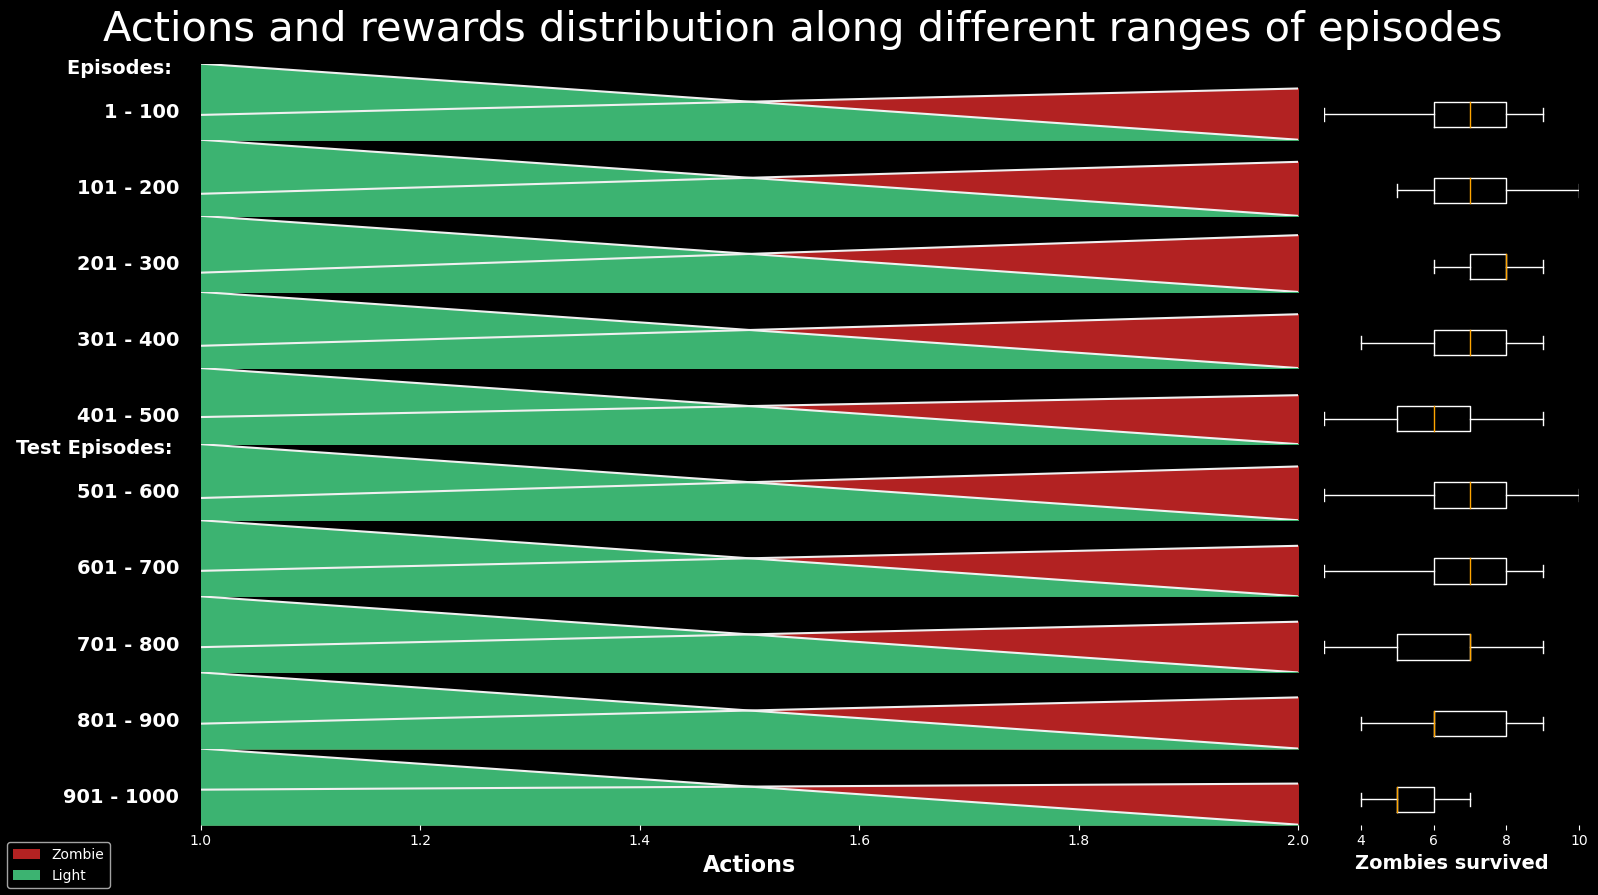 Actions and rewards distribution along different ranges of episodes
Episodes:
1 - 100
101 - 200
201 - 300
301 - 400
401 - 500
Test Episodes:
501 - 600
601 - 700
701 - 800
801 - 900
901 - 1000
1.0 1.2 1.4 1.6 1.8 2.0
4 6 8 10
Actions
Zombies survived
Zombie
Light